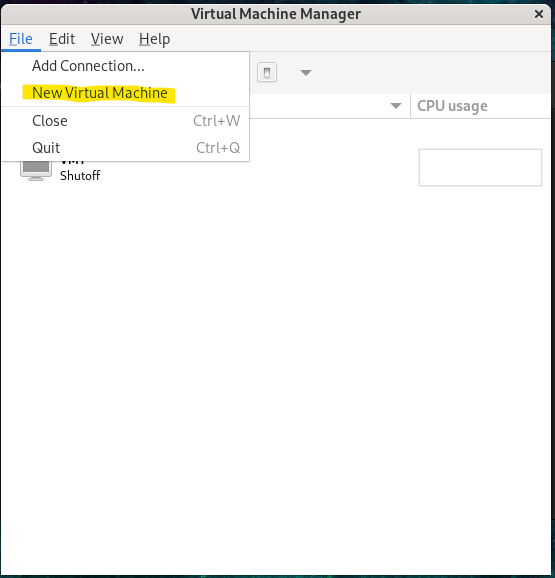 Virtual Machine Manager
File Edit View Help
Add Connection...
New Virtual Machine
CPU usage
Close Ctrl+W
Quit Ctrl+Q
Shutoff